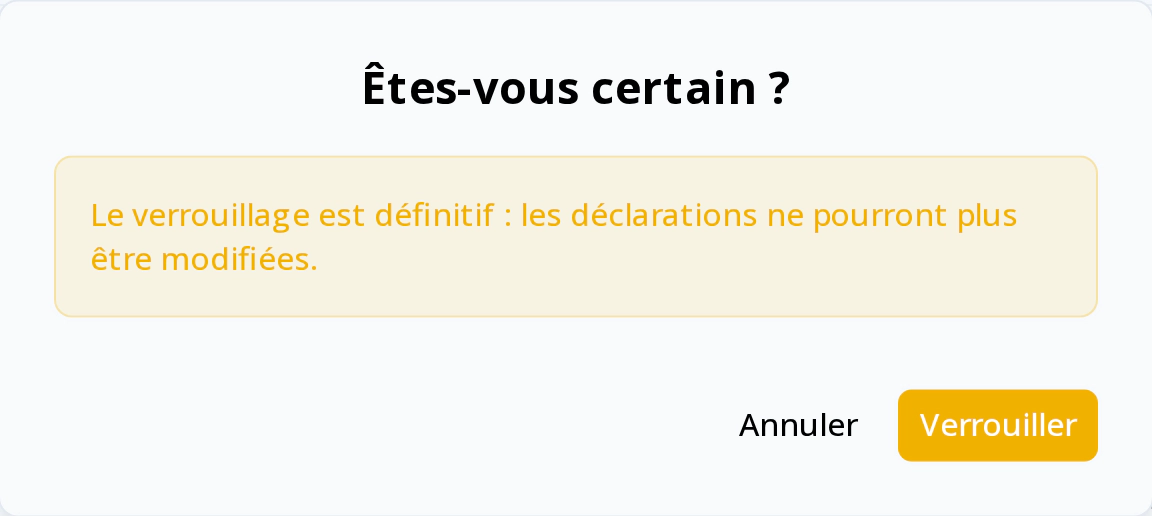 Êtes-vous certain ?
Le verrouillage est définitif : les déclarations ne pourront plus
être modifiées.
Annuler
Verrouiller